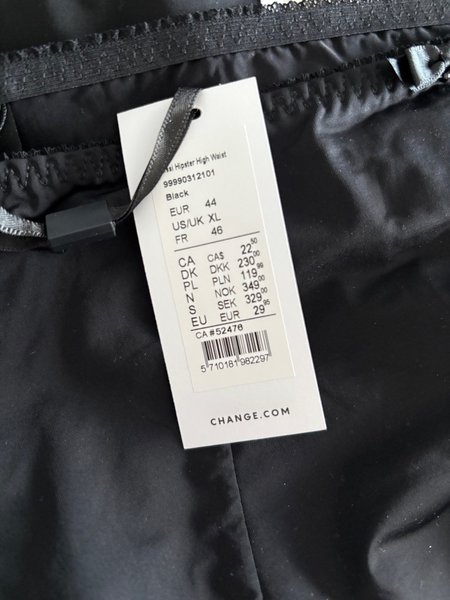 Hipster High Waist
99990312101
Black
EUR 44
US/UK XL
FR 46
CA CA$ 22.50
DK DKK 230.00
PL PLN 119.99
N NOK 349.00
S SEK 329.00
EU EUR 29.95
CA#52476
5 710181 982297
CHANGE.COM